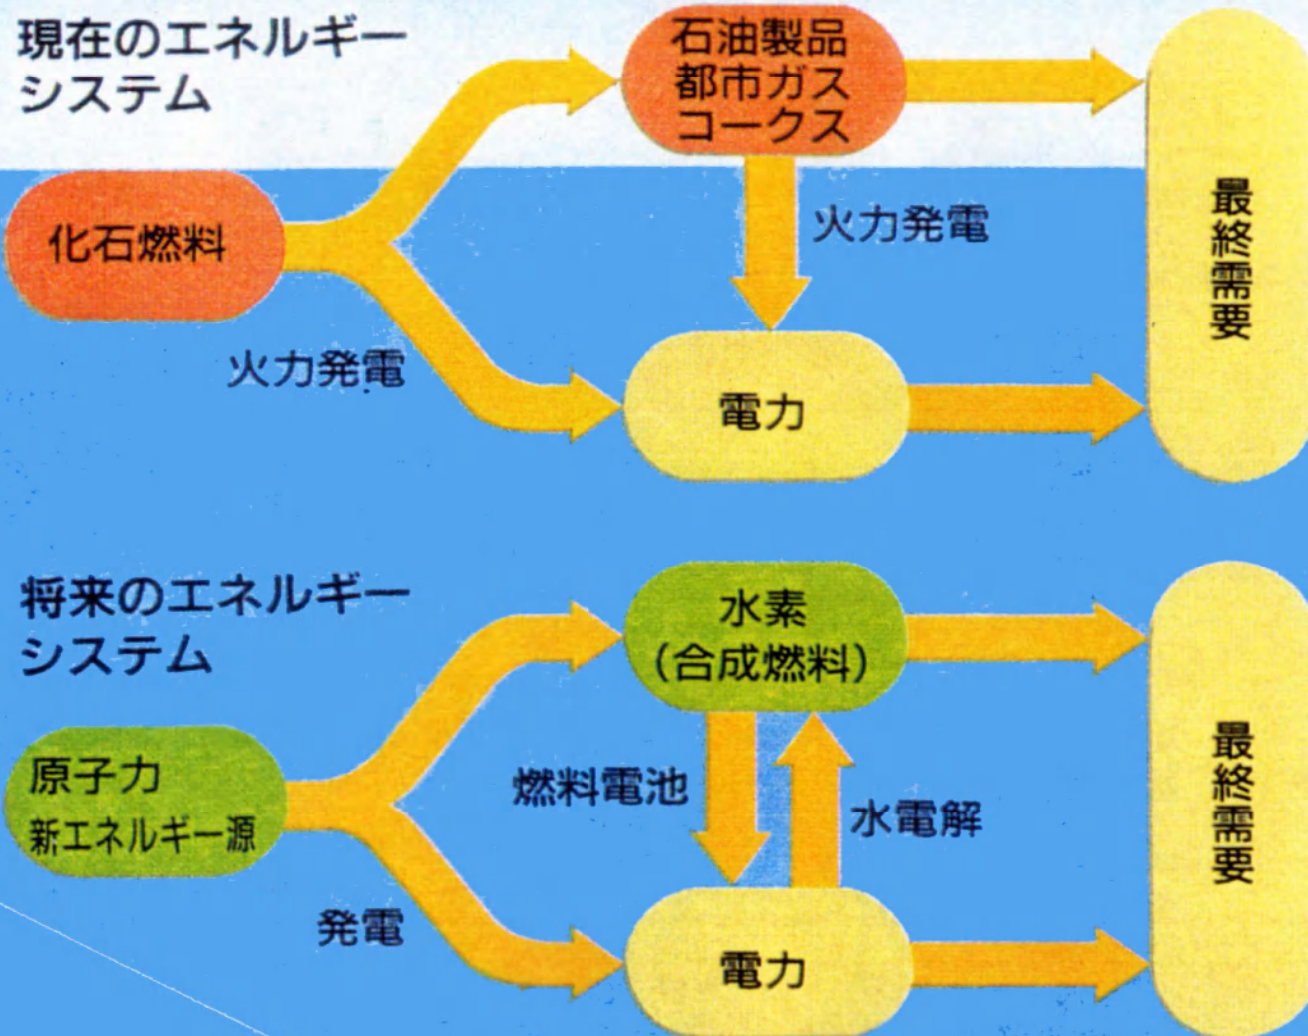 現在のエネルギー
システム
石油製品
都市ガス
コークス
化石燃料
火力発電
火力発電
電力
最終需要
将来のエネルギー
システム
水素
(合成燃料)
原子力
新エネルギー源
燃料電池
水電解
発電
電力
最終需要